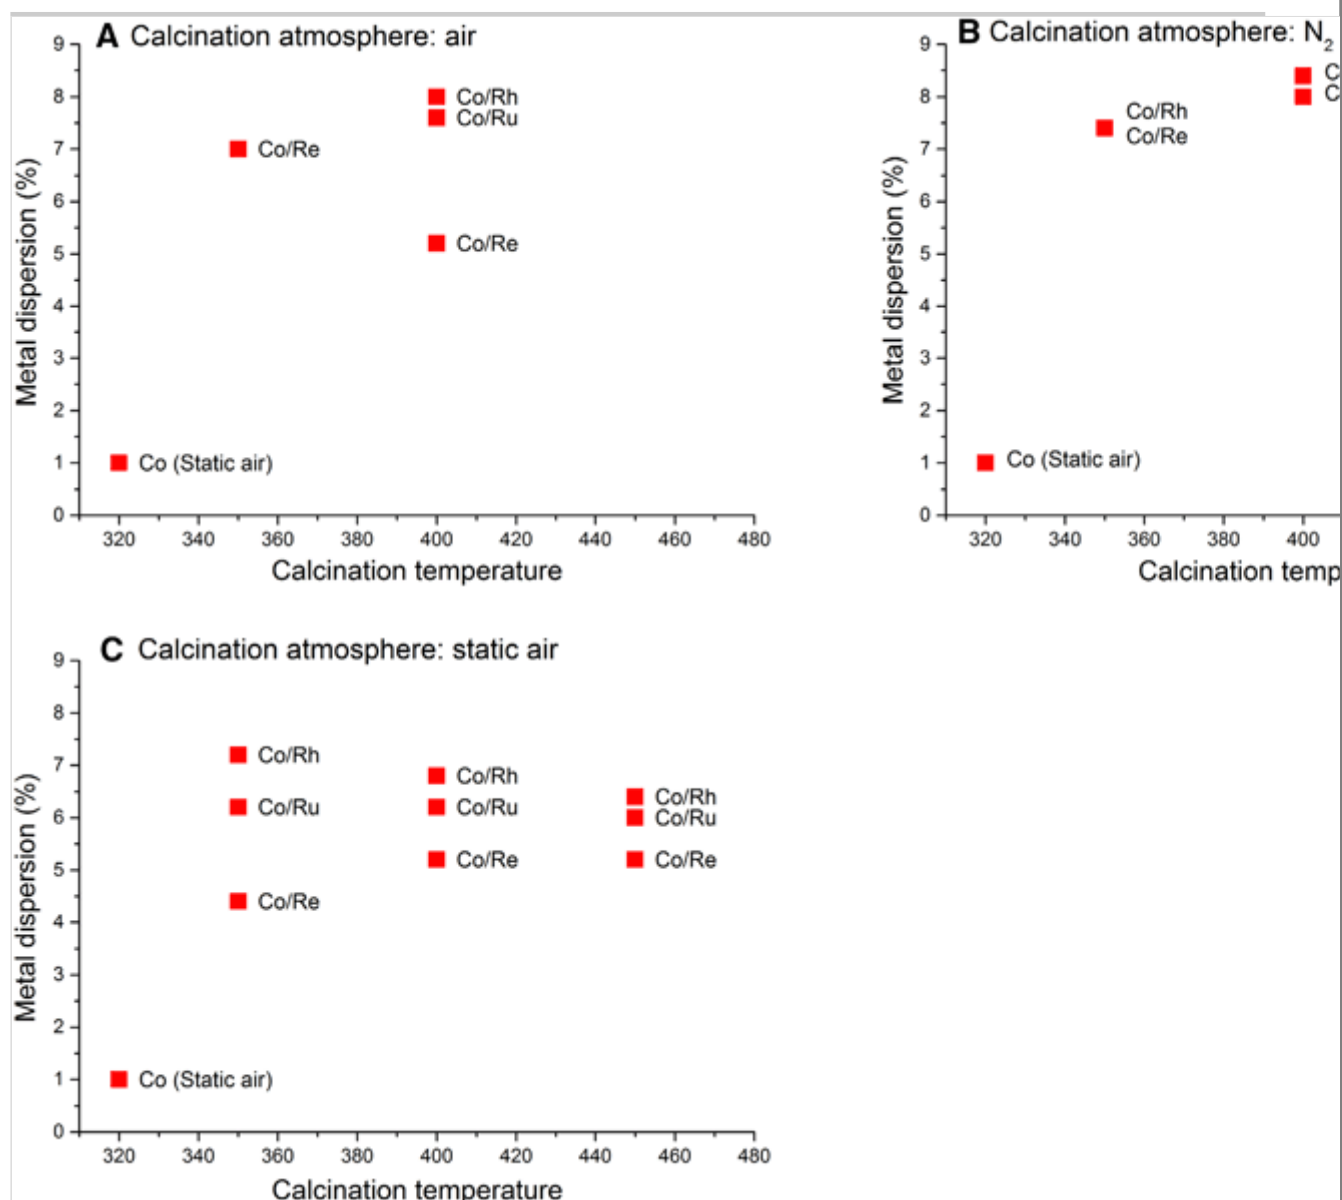 A Calcination atmosphere: air
9
8
7
6
5
4
3
2
1
0
Metal dispersion (%)
Co/Rh
Co/Ru
Co/Re
Co/Re
Co (Static air)
320 340 360 380 400 420 440 460 480
Calcination temperature
B Calcination atmosphere: N2
9
8
7
6
5
4
3
2
1
0
Metal dispersion (%)
C
C
Co/Rh
Co/Re
Co (Static air)
320 340 360 380 400
Calcination temp
C Calcination atmosphere: static air
9
8
7
6
5
4
3
2
1
0
Metal dispersion (%)
Co/Rh
Co/Ru
Co/Re
Co/Rh
Co/Ru
Co/Re
Co/Rh
Co/Ru
Co/Re
Co (Static air)
320 340 360 380 400 420 440 460 480
Calcination temperature